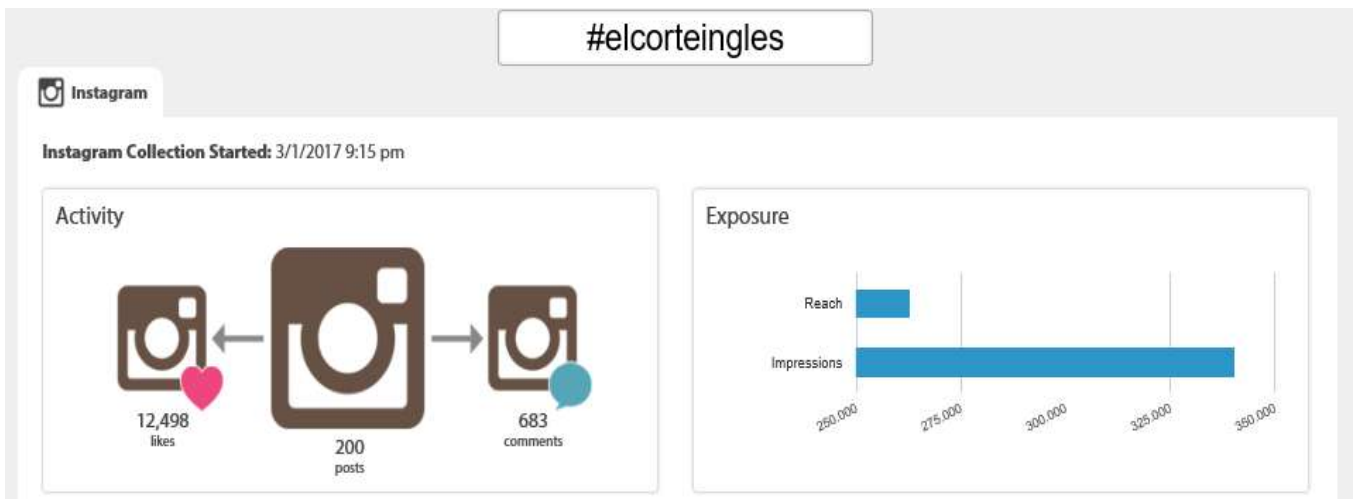 #elcorteingles
Instagram
Instagram Collection Started: 3/1/2017 9:15 pm
Activity
12,498
likes
200
posts
683
comments
Exposure
Reach
Impressions
250.000
275.000
300.000
325.000
350.000